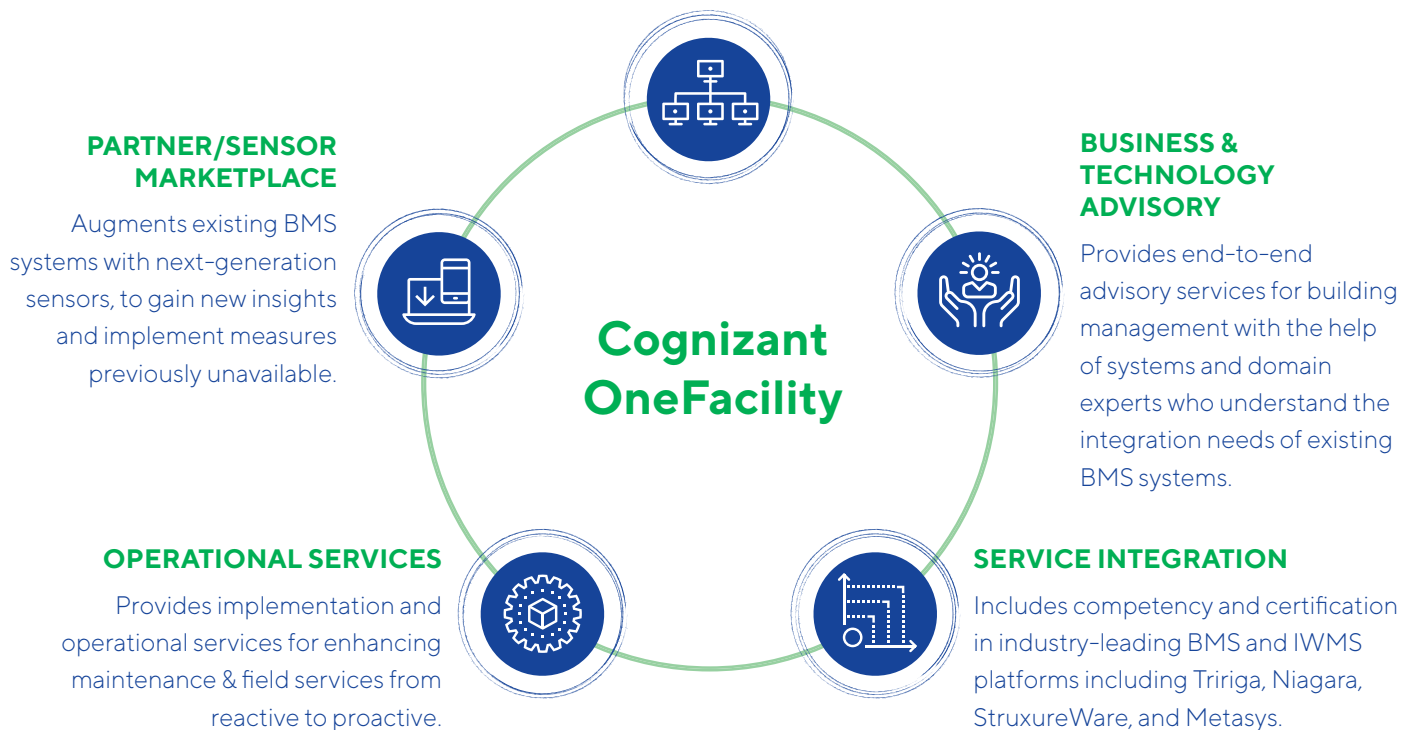 PARTNER/SENSOR
MARKETPLACE
Augments existing BMS
systems with next-generation
sensors, to gain new insights
and implement measures
previously unavailable.
BUSINESS &
TECHNOLOGY
ADVISORY
Provides end-to-end
advisory services for building
management with the help
of systems and domain
experts who understand the
integration needs of existing
BMS systems.
Cognizant
OneFacility
OPERATIONAL SERVICES
Provides implementation and
operational services for enhancing
maintenance & field services from
reactive to proactive.
SERVICE INTEGRATION
Includes competency and certification
in industry-leading BMS and IWMS
platforms including Tririga, Niagara,
StruxureWare, and Metasys.